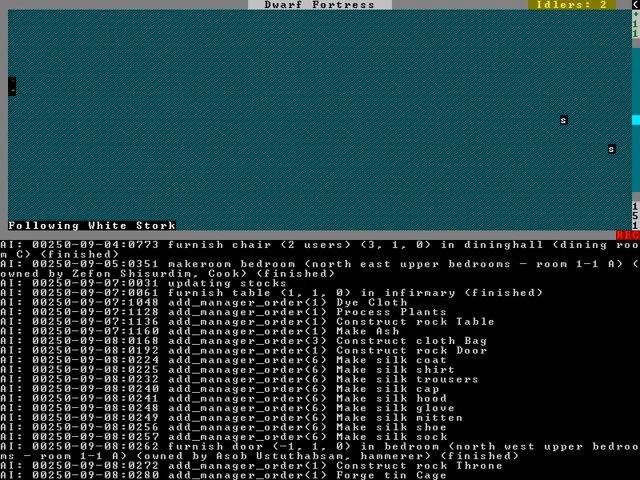 Dwarf Fortress
Idlers: 2
s
s
Following White Stork
1
5
1
REC
AI: 00250-09-04:0773 furnish chair (2 users) (3, 1, 0) in dininghall (dining roo
m C) (finished)
AI: 00250-09-05:0351 makeroom bedroom (north east upper bedrooms - room 1-1 A) (
owned by Zefon Shisurdim, Cook) (finished)
AI: 00250-09-07:0031 updating stocks
AI: 00250-09-07:0061 furnish table (1, 1, 0) in infirmary (finished)
AI: 00250-09-07:1048 add_manager_order(1) Dye Cloth
AI: 00250-09-07:1128 add_manager_order(1) Process Plants
AI: 00250-09-07:1136 add_manager_order(1) Construct rock Table
AI: 00250-09-07:1160 add_manager_order(1) Make Ash
AI: 00250-09-08:0168 add_manager_order(3) Construct cloth Bag
AI: 00250-09-08:0192 add_manager_order(1) Construct rock Door
AI: 00250-09-08:0224 add_manager_order(6) Make silk coat
AI: 00250-09-08:0225 add_manager_order(6) Make silk shirt
AI: 00250-09-08:0232 add_manager_order(6) Make silk trousers
AI: 00250-09-08:0240 add_manager_order(6) Make silk cap
AI: 00250-09-08:0241 add_manager_order(6) Make silk hood
AI: 00250-09-08:0248 add_manager_order(6) Make silk glove
AI: 00250-09-08:0249 add_manager_order(6) Make silk mitten
AI: 00250-09-08:0256 add_manager_order(6) Make silk shoe
AI: 00250-09-08:0257 add_manager_order(6) Make silk sock
AI: 00250-09-08:0262 furnish door (-1, 1, 0) in bedroom (north west upper bedroo
ms - room 1-1 A) (owned by Asob Ustuthabsam, hammerer) (finished)
AI: 00250-09-08:0272 add_manager_order(1) Construct rock Throne
AI: 00250-09-08:0280 add_manager_order(1) Forge tin Cage